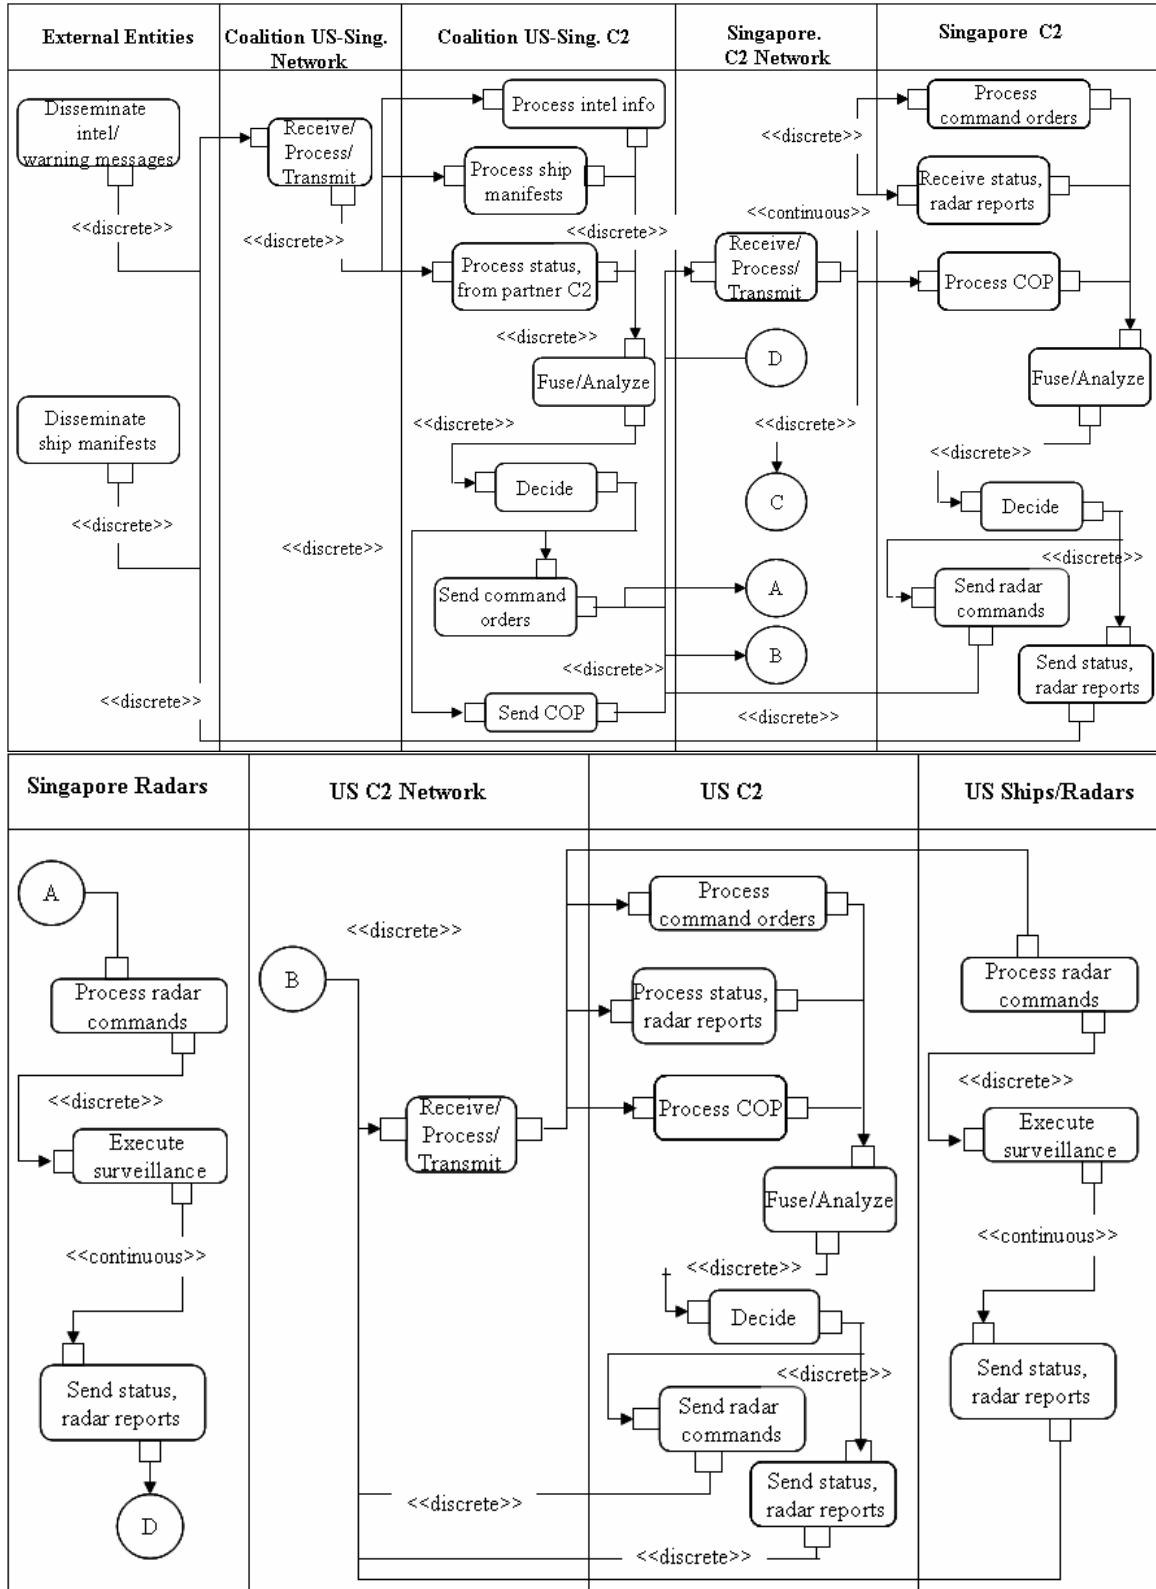 External Entities
Coalition US-Sing.
Network
Coalition US-Sing. C2
Singapore.
C2 Network
Singapore C2
Disseminate
intel/
warning messages
<<discrete>>
Disseminate
ship manifests
<<discrete>>
<<discrete>>
Receive/
Process/
Transmit
<<discrete>>
<<discrete>>
Process intel info
Process ship
manifests
<<discrete>>
Process status,
from partner C2
<<discrete>>
Fuse/Analyze
<<discrete>>
Decide
Send command
orders
<<discrete>>
Send COP
<<discrete>>
<<continuous>>
Receive/
Process/
Transmit
D
<<discrete>>
C
A
B
<<discrete>>
Process
command orders
Receive status,
radar reports
Process COP
Fuse/Analyze
<<discrete>>
Decide
<<discrete>>
Send radar
commands
Send status,
radar reports
Singapore Radars
US C2 Network
US C2
US Ships/Radars
A
Process radar
commands
<<discrete>>
Execute
surveillance
<<continuous>>
Send status,
radar reports
D
<<discrete>>
B
Receive/
Process/
Transmit
<<discrete>>
Process
command orders
Process status,
radar reports
Process COP
Fuse/Analyze
<<discrete>>
Decide
<<discrete>>
Send radar
commands
Send status,
radar reports
<<discrete>>
Process radar
commands
<<discrete>>
Execute
surveillance
<<continuous>>
Send status,
radar reports